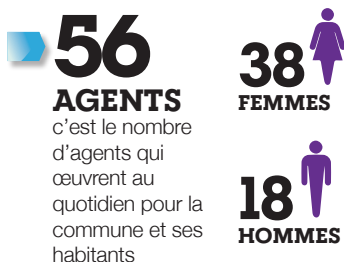 56
AGENTS
c'est le nombre
d'agents qui
œuvrent au
quotidien pour la
commune et ses
habitants
38
FEMMES
18
HOMMES